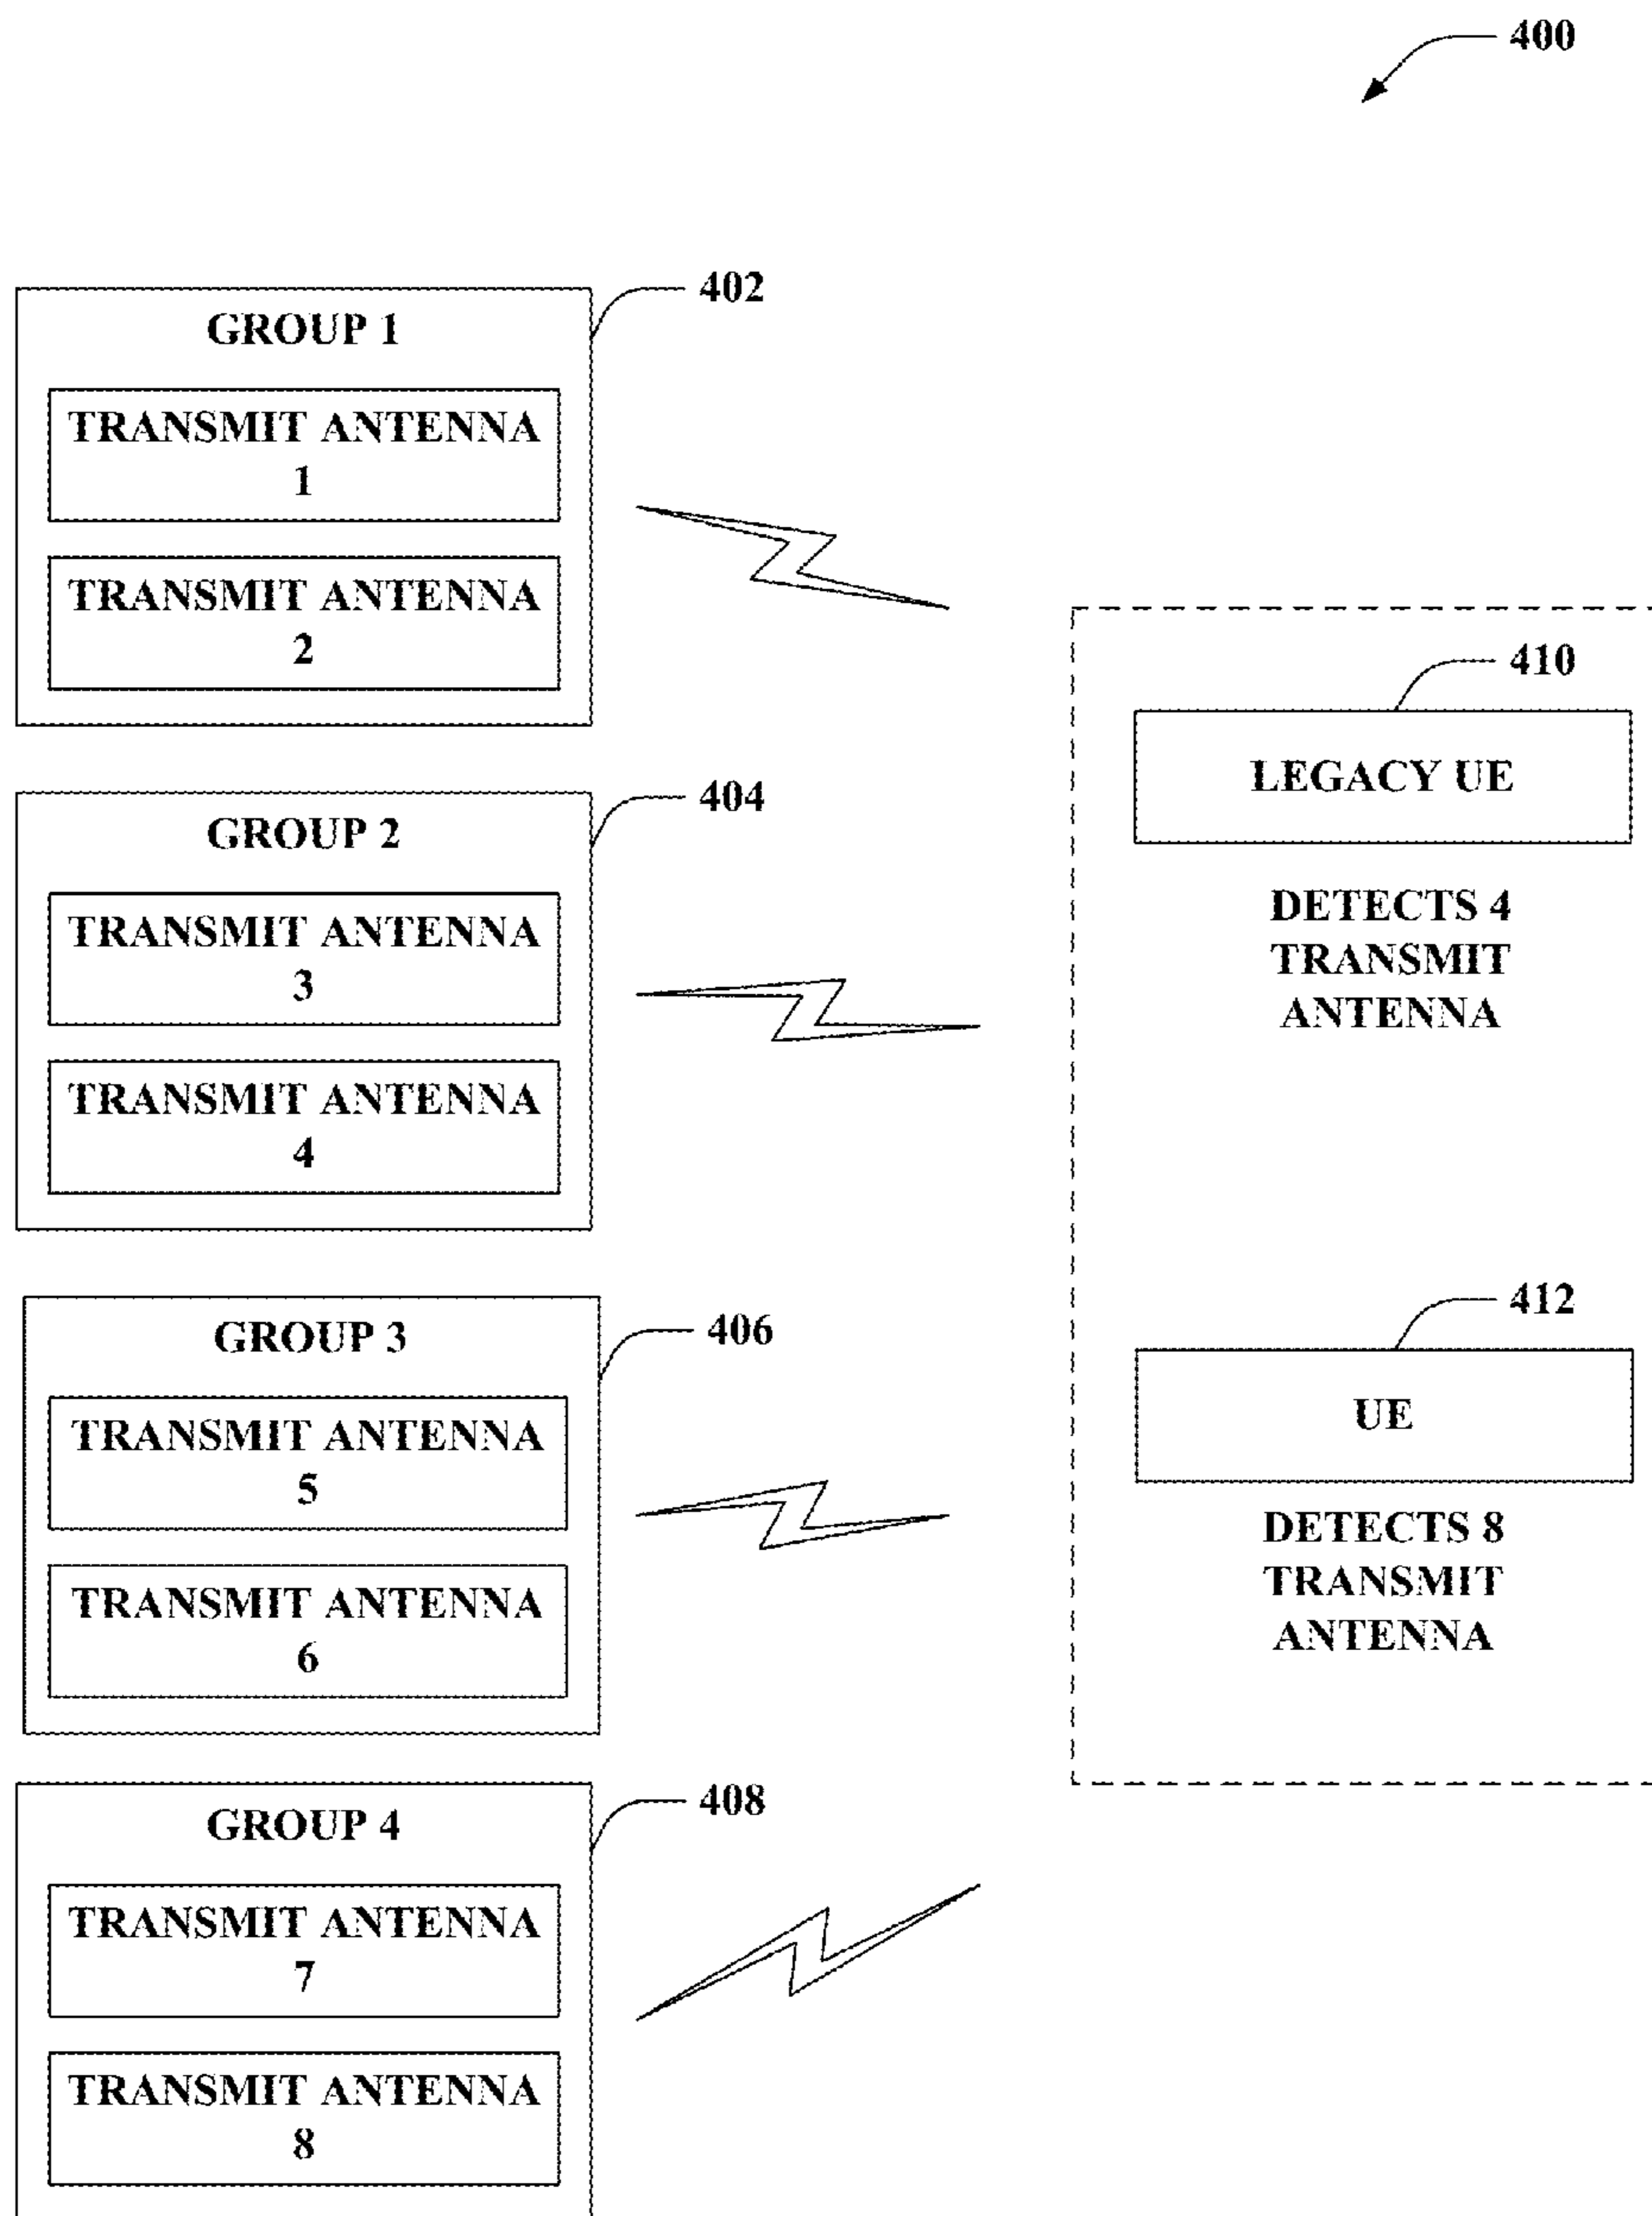 400
402
GROUP 1
TRANSMIT ANTENNA
1
TRANSMIT ANTENNA
2
404
GROUP 2
TRANSMIT ANTENNA
3
TRANSMIT ANTENNA
4
406
GROUP 3
TRANSMIT ANTENNA
5
TRANSMIT ANTENNA
6
408
GROUP 4
TRANSMIT ANTENNA
7
TRANSMIT ANTENNA
8
410
LEGACY UE
DETECTS 4
TRANSMIT
ANTENNA
412
UE
DETECTS 8
TRANSMIT
ANTENNA